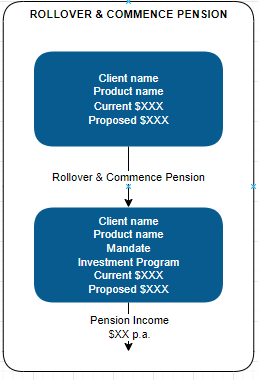 ROLLOVER & COMMENCE PENSION
Client name
Product name
Current $XXX
Proposed $XXX
Rollover & Commence Pension
Client name
Product name
Mandate
Investment Program
Current $XXX
Proposed $XXX
Pension Income
$XX p.a.